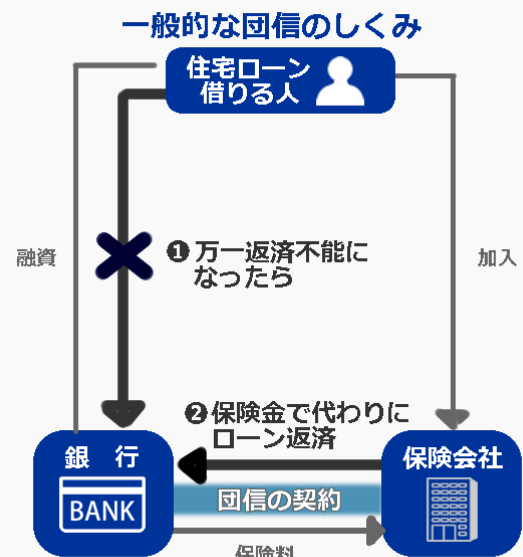 一般的な団信のしくみ
住宅ローン
借りる人
融資
❶万一返済不能に
なったら
加入
❷保険金で代わりに
ローン返済
銀 行
BANK
保険会社
団信の契約
保険料